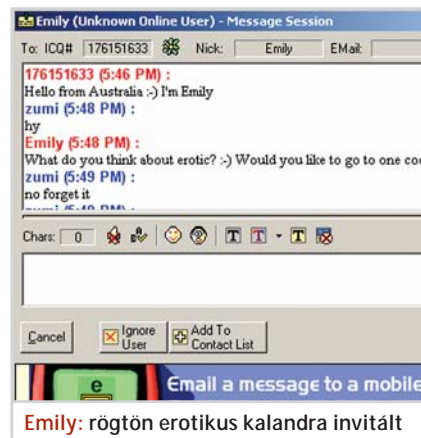 Emily (Unknown Online User) - Message Session
To: ICQ# 176151633 Nick: Emily EMail:
176151633 (5:46 PM) :
Hello from Australia :-) I'm Emily
zumi (5:48 PM) :
hy
Emily (5:48 PM) :
What do you think about erotic? :-) Would you like to go to one
zumi (5:49 PM) :
no forget it
Chars: 0
Cancel Ignore User Add To Contact List
e Email a message to a mobile
Emily: rögtön erotikus kalandra invitált